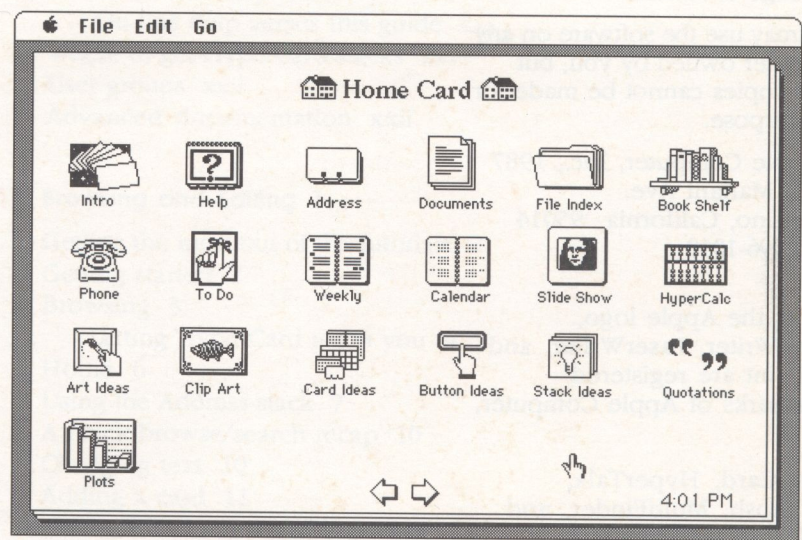 File Edit Go
Home Card
Intro
Help
Address
Documents
File Index
Book Shelf
Phone
To Do
Weekly
Calendar
Slide Show
HyperCalc
Art Ideas
Clip Art
Card Ideas
Button Ideas
Stack Ideas
Quotations
Plots
4:01 PM